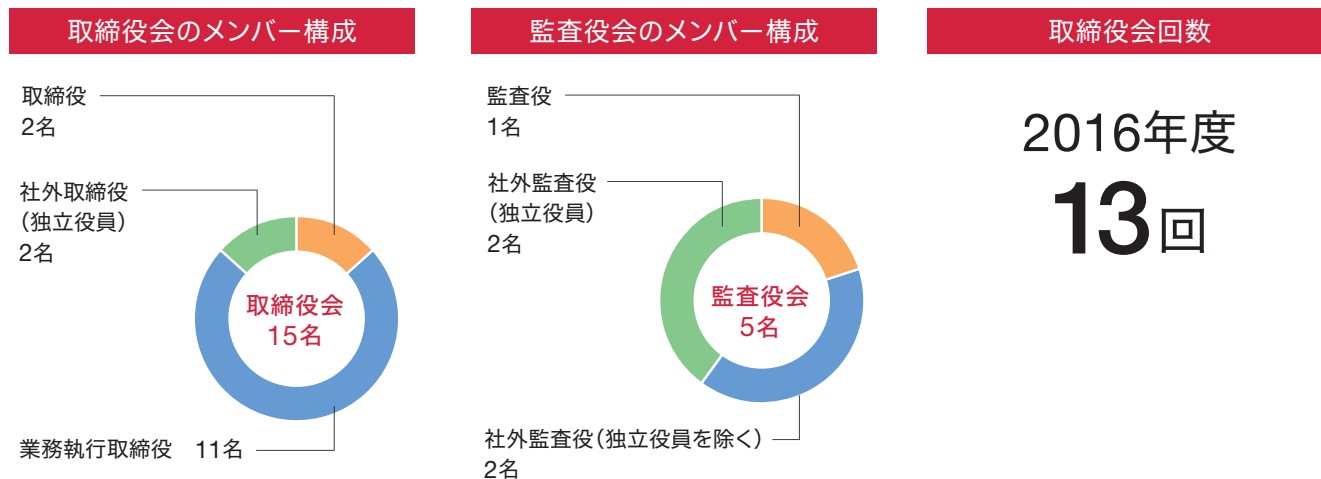 取締役会のメンバー構成
取締役
2名
社外取締役
（独立役員）
2名
取締役会
15名
業務執行取締役 11名
監査役会のメンバー構成
監査役
1名
社外監査役
（独立役員）
2名
監査役会
5名
社外監査役（独立役員を除く）
2名
取締役会回数
2016年度
13回